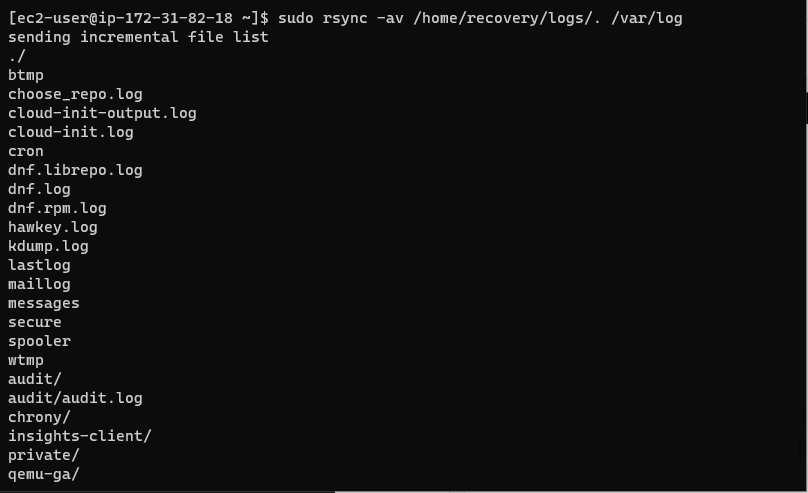 [ec2-user@ip-172-31-82-18 ~]$ sudo rsync -av /home/recovery/logs/. /var/log
sending incremental file list
./
btmp
choose_repo.log
cloud-init-output.log
cloud-init.log
cron
dnf.librepo.log
dnf.log
dnf.rpm.log
hawkey.log
kdump.log
lastlog
maillog
messages
secure
spooler
wtmp
audit/
audit/audit.log
chrony/
insights-client/
private/
qemu-ga/